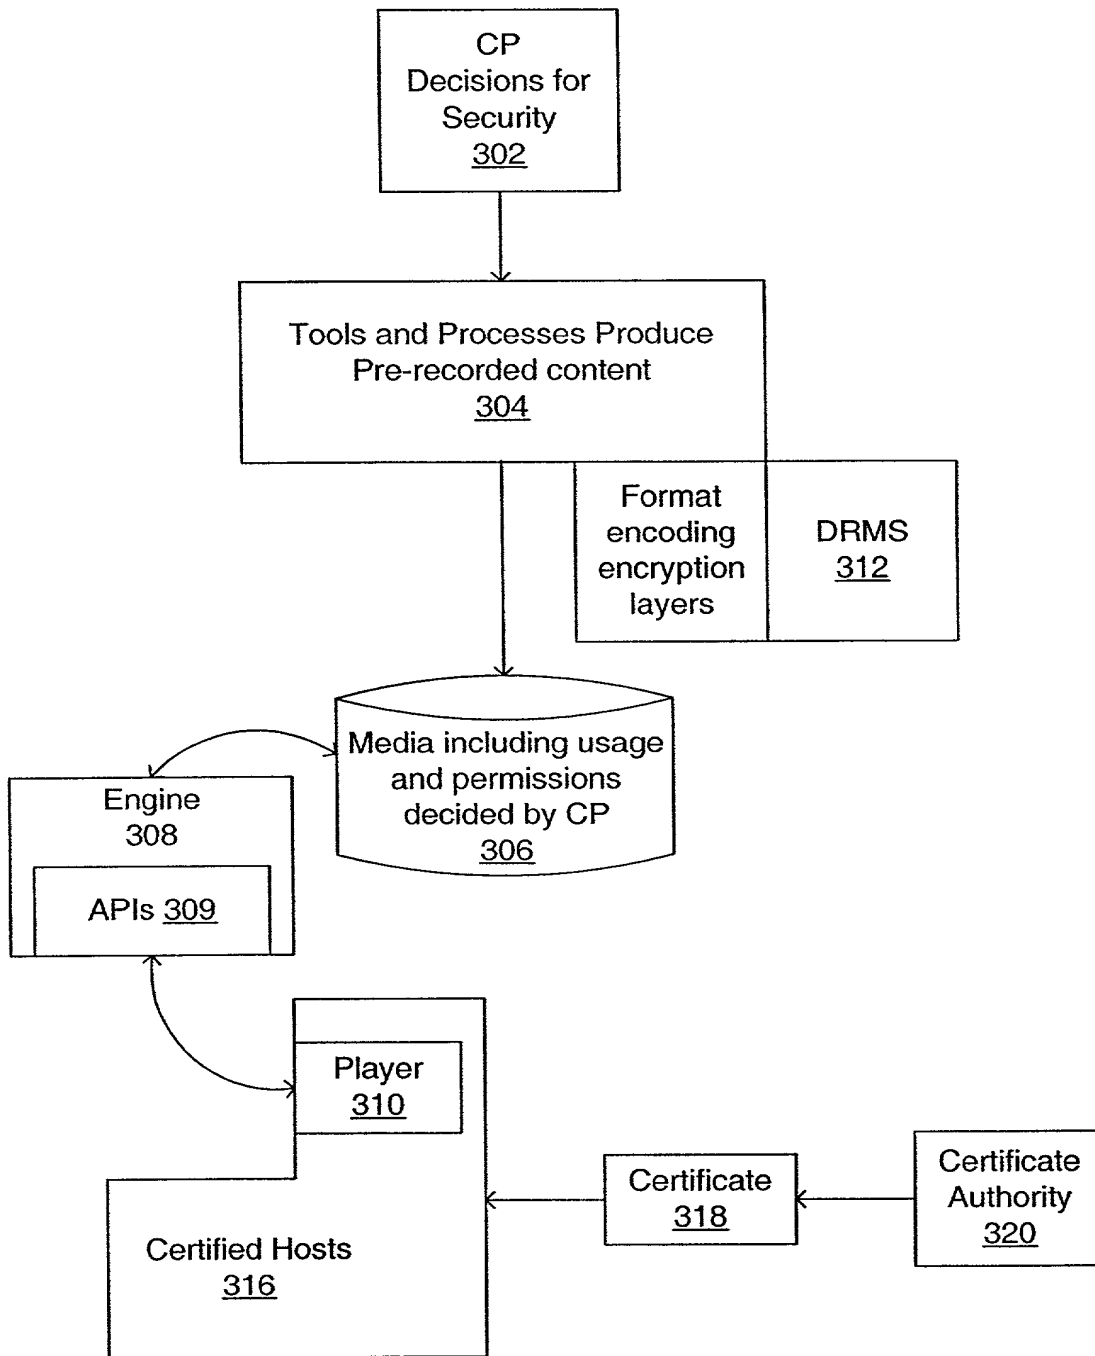 CP
Decisions for
Security
302
Tools and Processes Produce
Pre-recorded content
304
Format
encoding
encryption
layers
DRMS
312
Media including usage
and permissions
decided by CP
306
Engine
308
APIs 309
Player
310
Certified Hosts
316
Certificate
318
Certificate
Authority
320